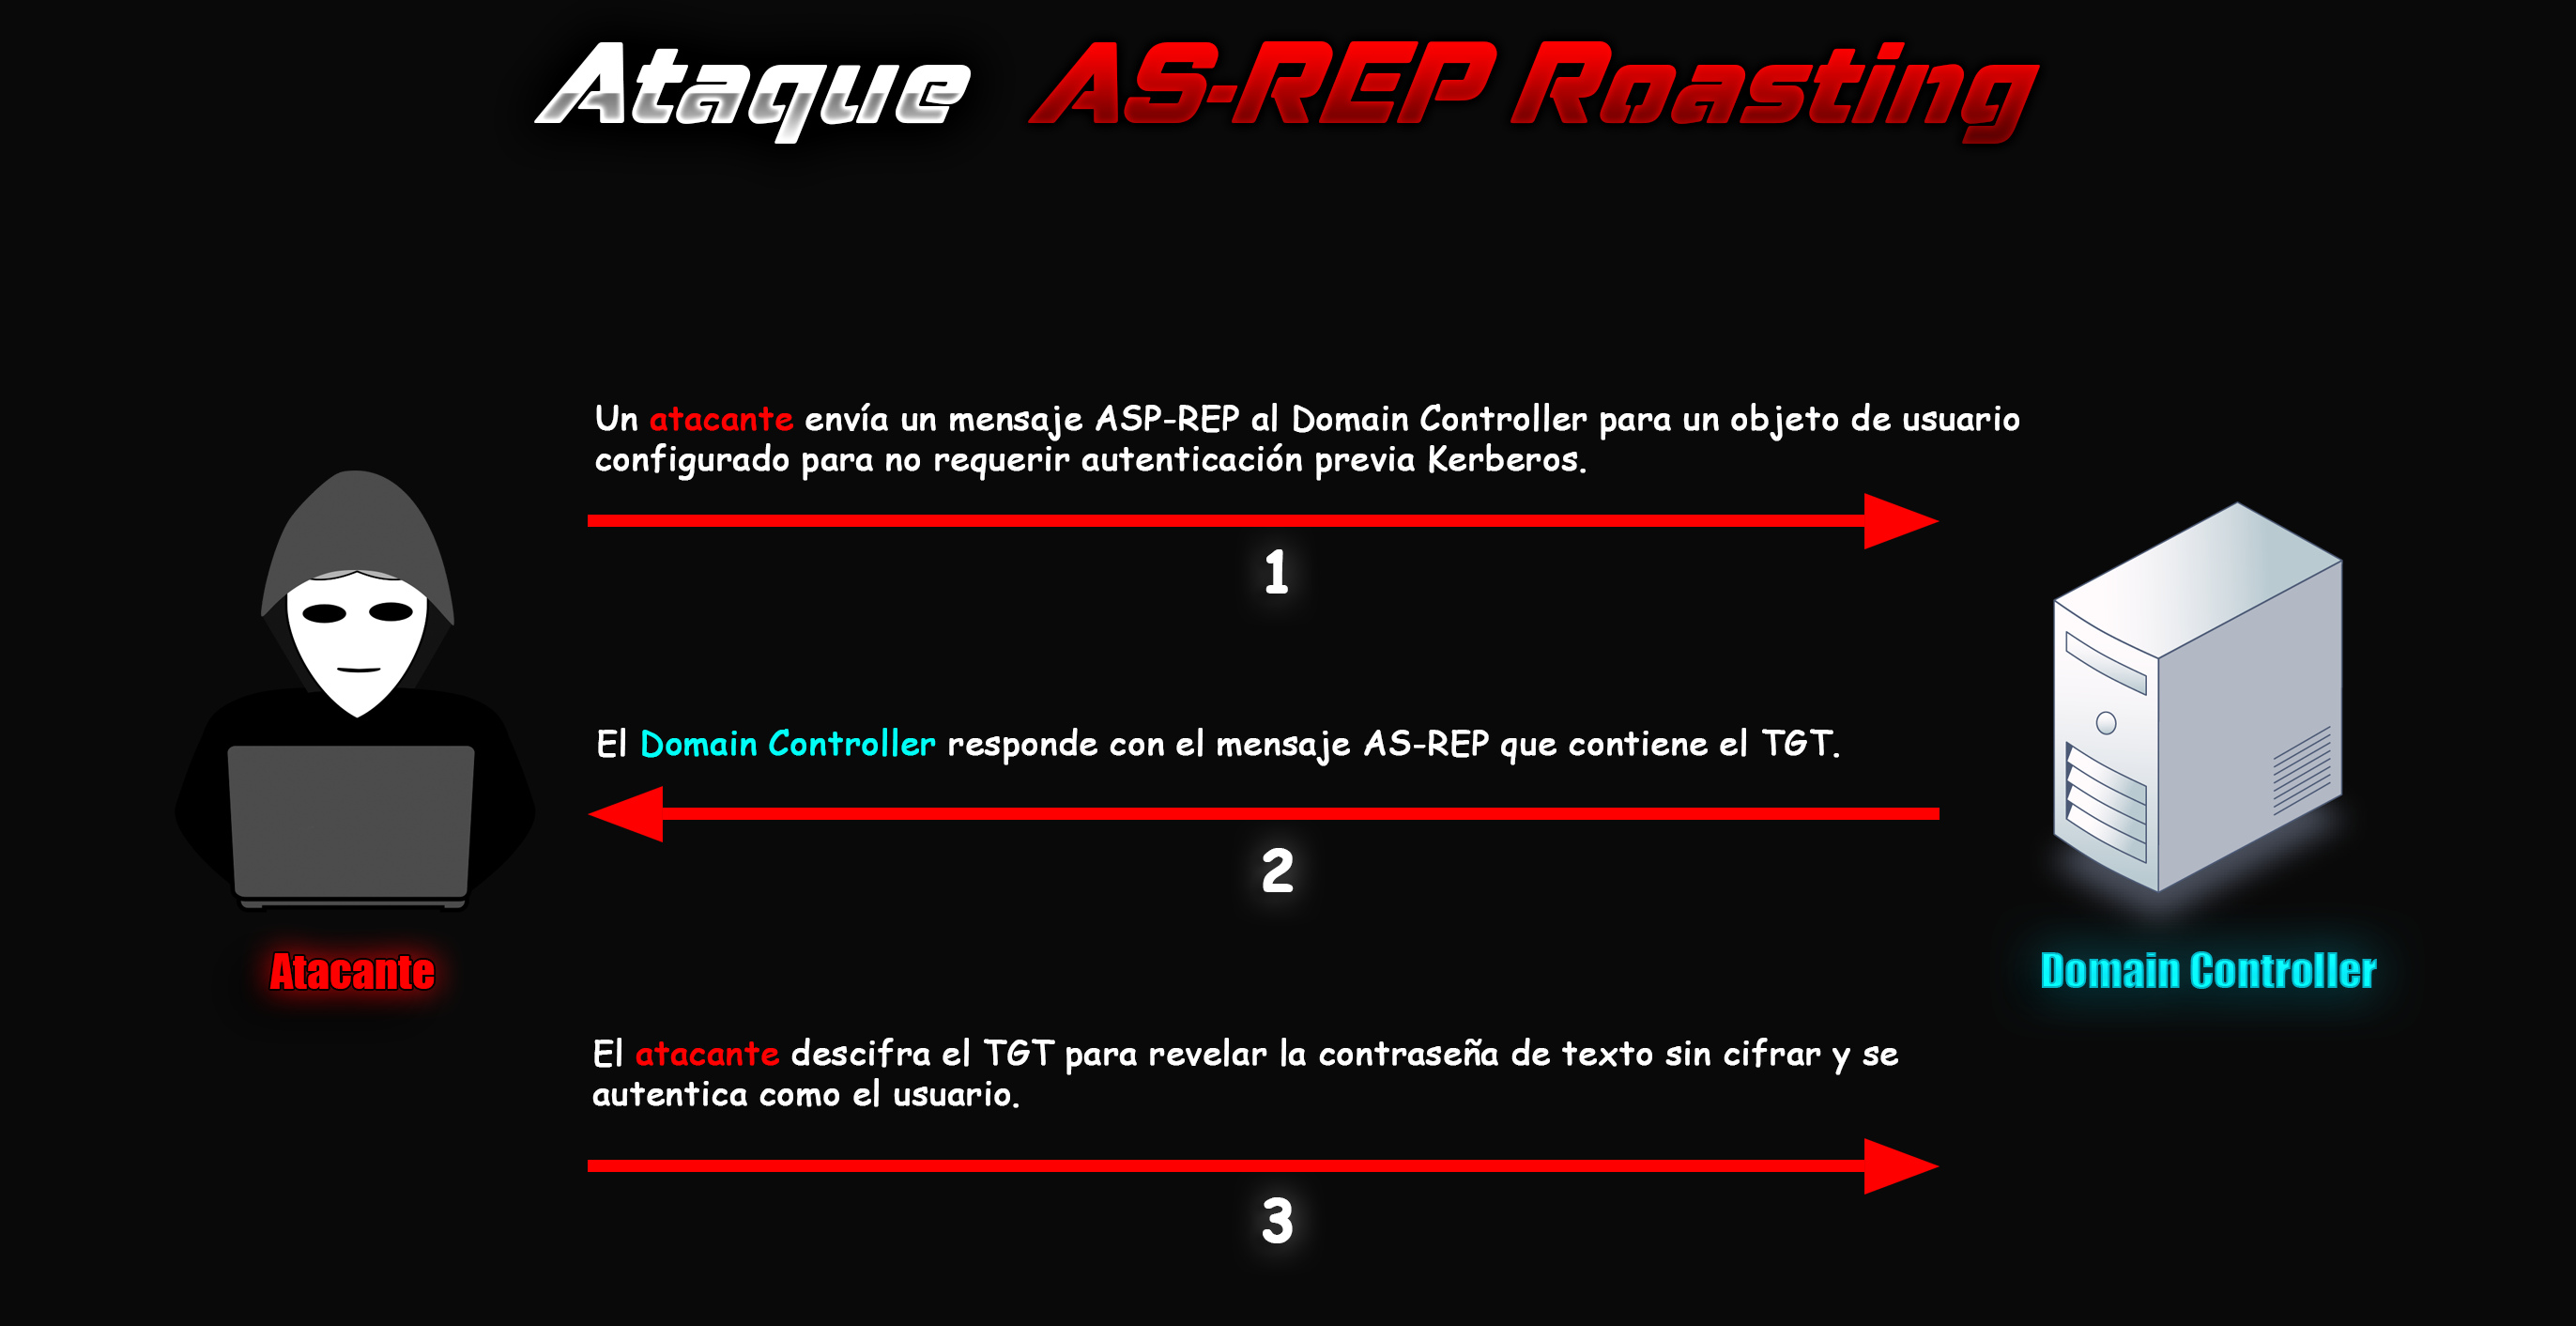 Ataque AS-REP Roasting
Un atacante envía un mensaje ASP-REP al Domain Controller para un objeto de usuario
configurado para no requerir autenticación previa Kerberos.
1
El Domain Controller responde con el mensaje AS-REP que contiene el TGT.
2
Atacante
Domain Controller
El atacante descifra el TGT para revelar la contraseña de texto sin cifrar y se
autentica como el usuario.
3